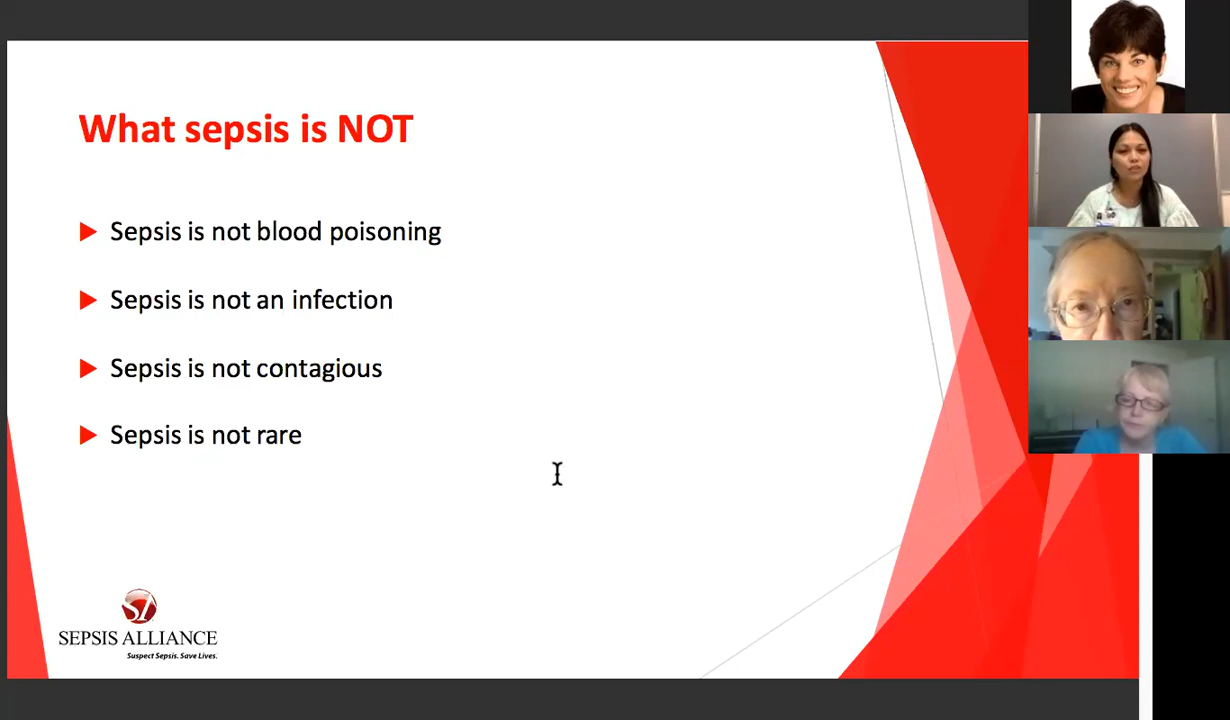 What sepsis is NOT
Sepsis is not blood poisoning
Sepsis is not an infection
Sepsis is not contagious
Sepsis is not rare
SA
SEPSIS ALLIANCE
Suspect Sepsis. Save Lives.